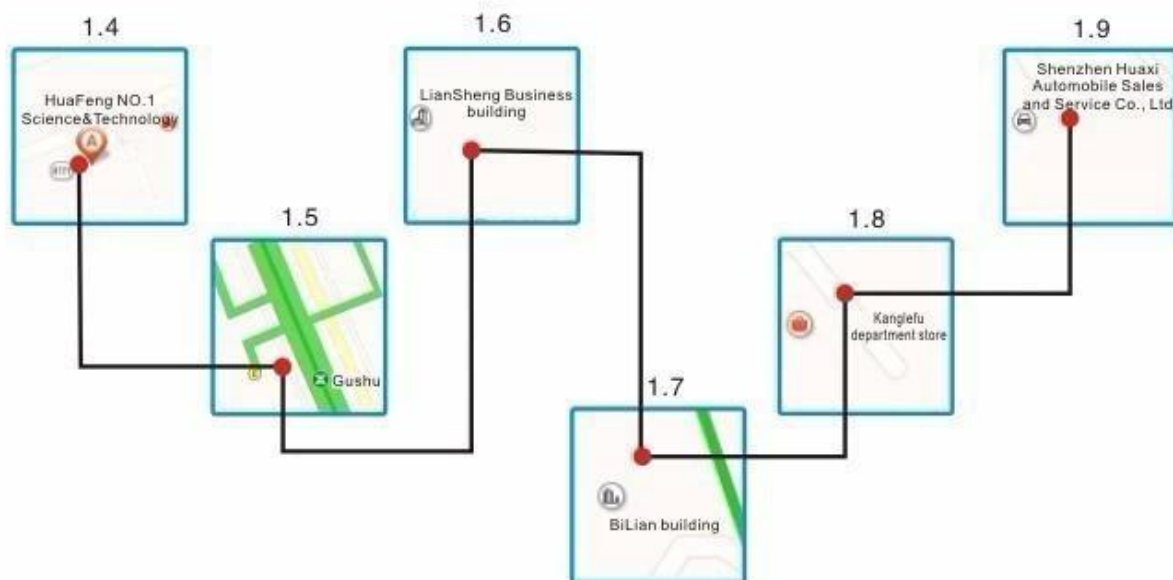 1.4
HuaFeng NO.1
Science&Technology
A
1.5
Gushu
1.6
LianSheng Business
building
1.7
BiLian building
1.8
Kanglefu
department store
1.9
Shenzhen Huaxi
Automobile Sales
and Service Co., Ltd